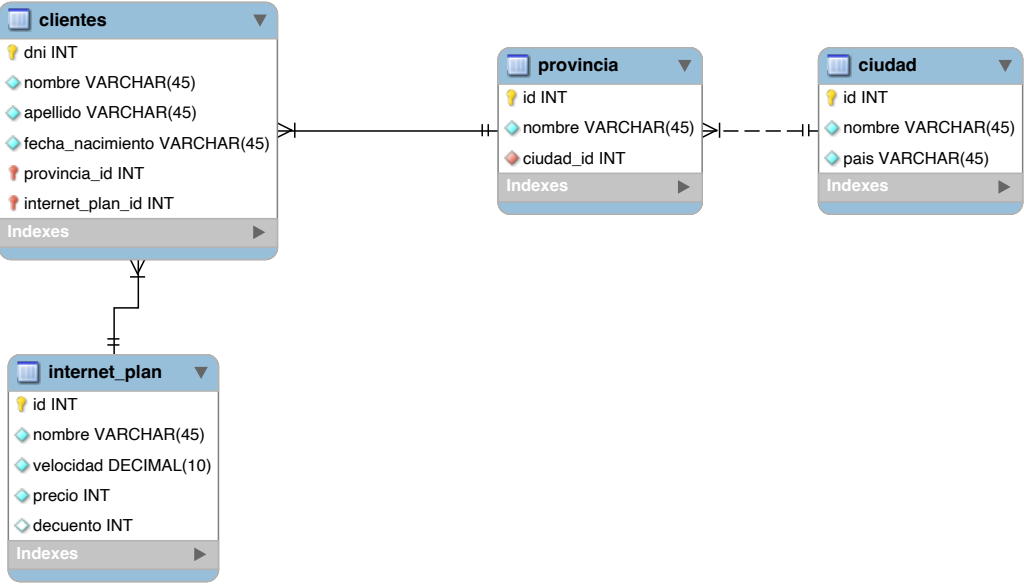 clientes
dni INT
nombre VARCHAR(45)
apellido VARCHAR(45)
fecha_nacimiento VARCHAR(45)
provincia_id INT
internet_plan_id INT
Indexes
provincia
id INT
nombre VARCHAR(45)
ciudad_id INT
Indexes
ciudad
id INT
nombre VARCHAR(45)
pais VARCHAR(45)
Indexes
internet_plan
id INT
nombre VARCHAR(45)
velocidad DECIMAL(10)
precio INT
decuento INT
Indexes